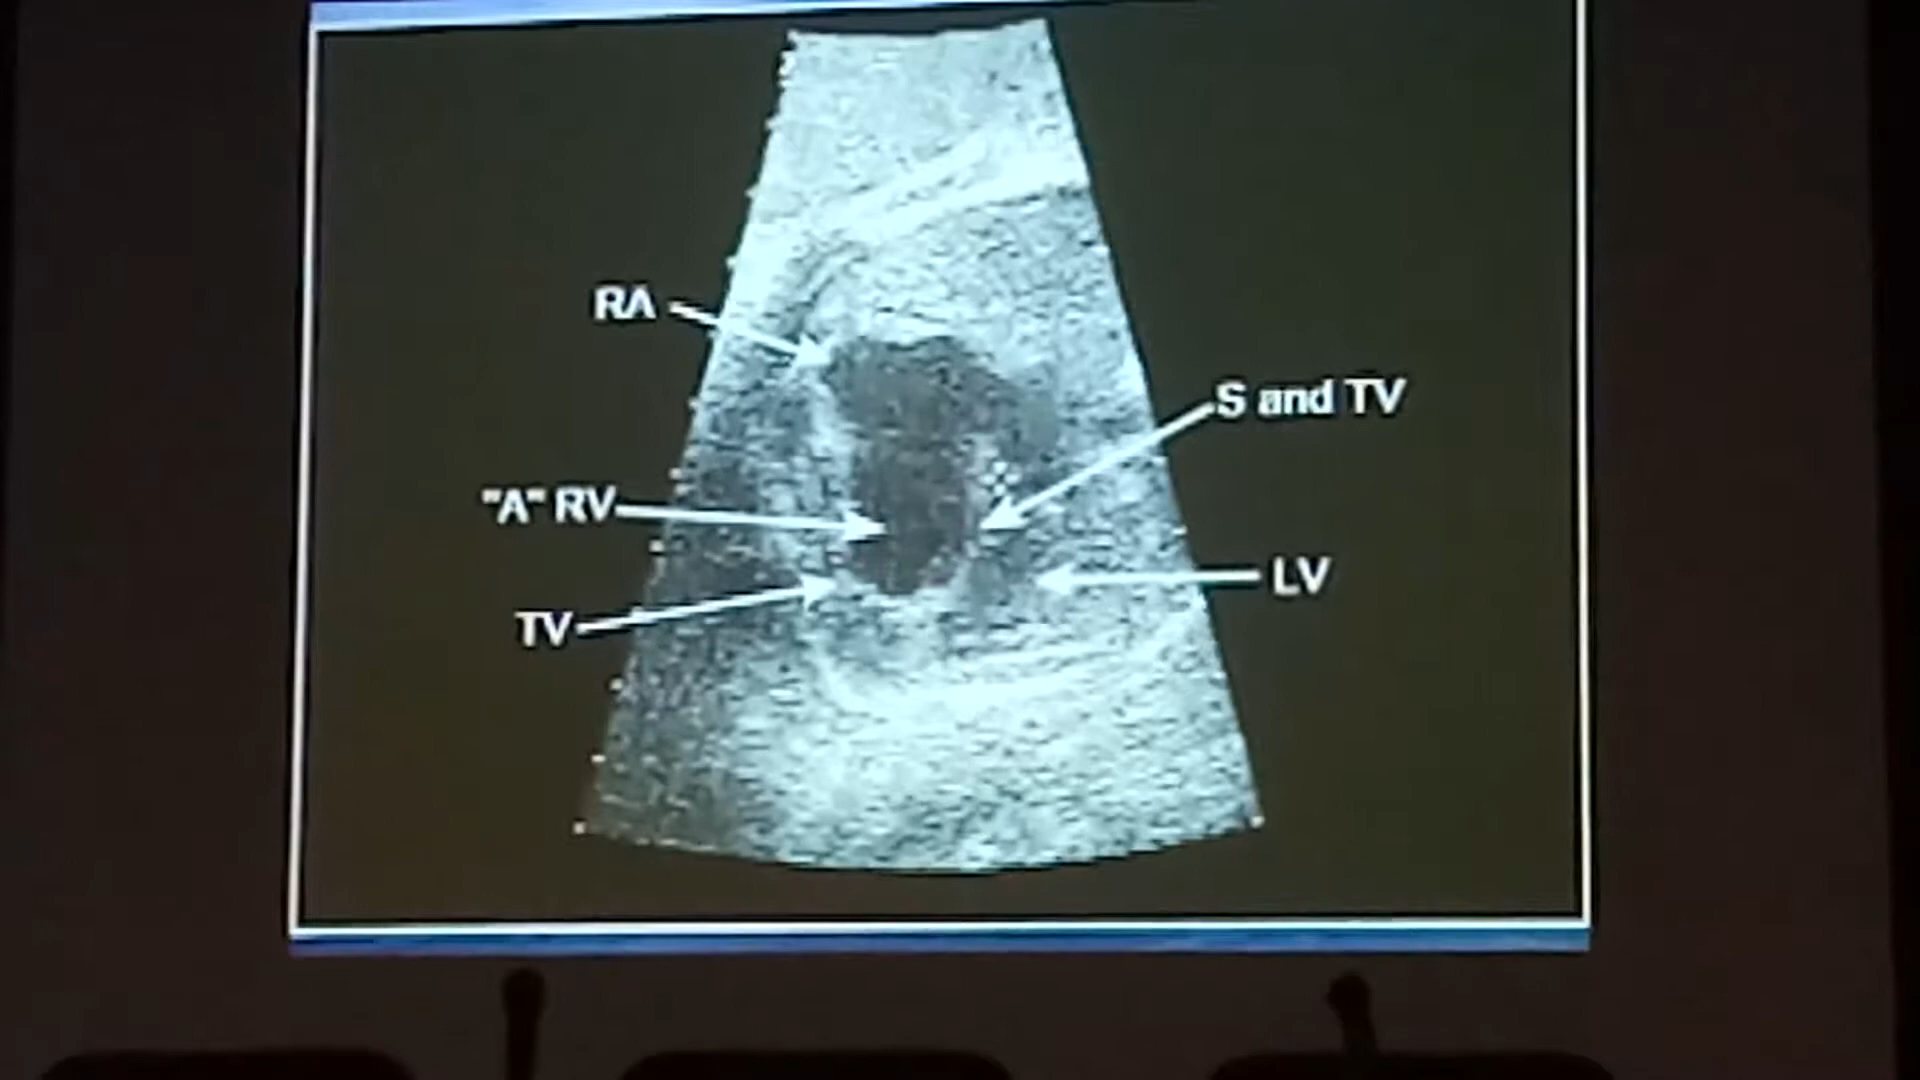 RA
S and TV
"A" RV
LV
TV